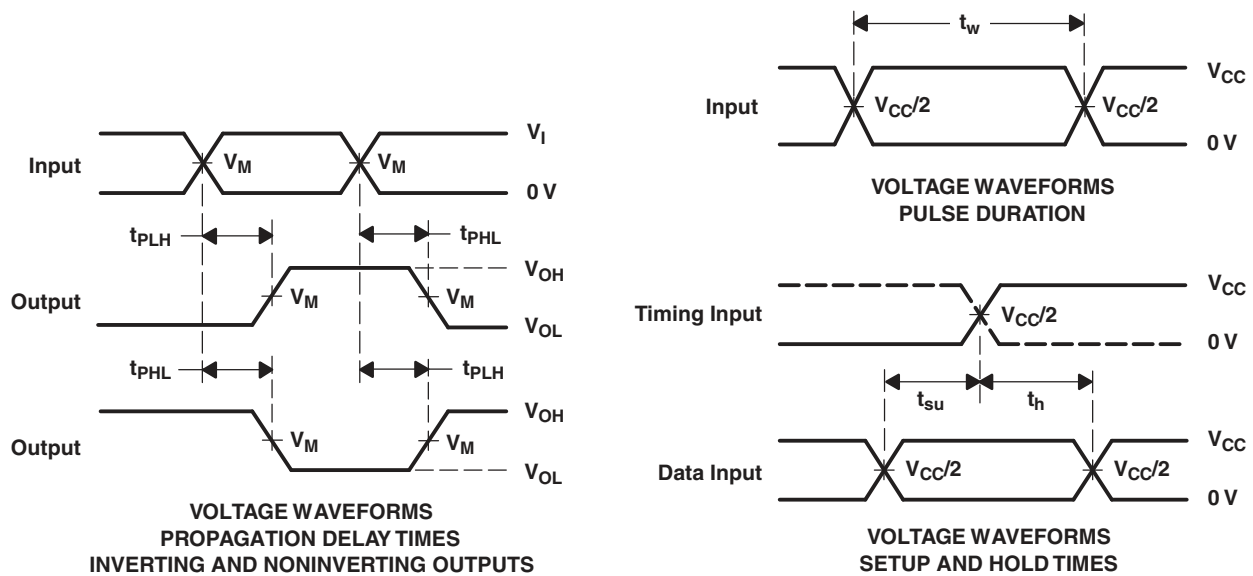 Input
V_I
V_M
V_M
0 V
t_PLH
t_PHL
Output
V_OH
V_M
V_M
V_OL
t_PHL
t_PLH
Output
V_OH
V_M
V_M
V_OL
VOLTAGE WAVEFORMS
PROPAGATION DELAY TIMES
INVERTING AND NONINVERTING OUTPUTS
t_w
Input
V_CC
V_CC/2
V_CC/2
0 V
VOLTAGE WAVEFORMS
PULSE DURATION
Timing Input
V_CC
V_CC/2
0 V
t_su
t_h
Data Input
V_CC
V_CC/2
V_CC/2
0 V
VOLTAGE WAVEFORMS
SETUP AND HOLD TIMES